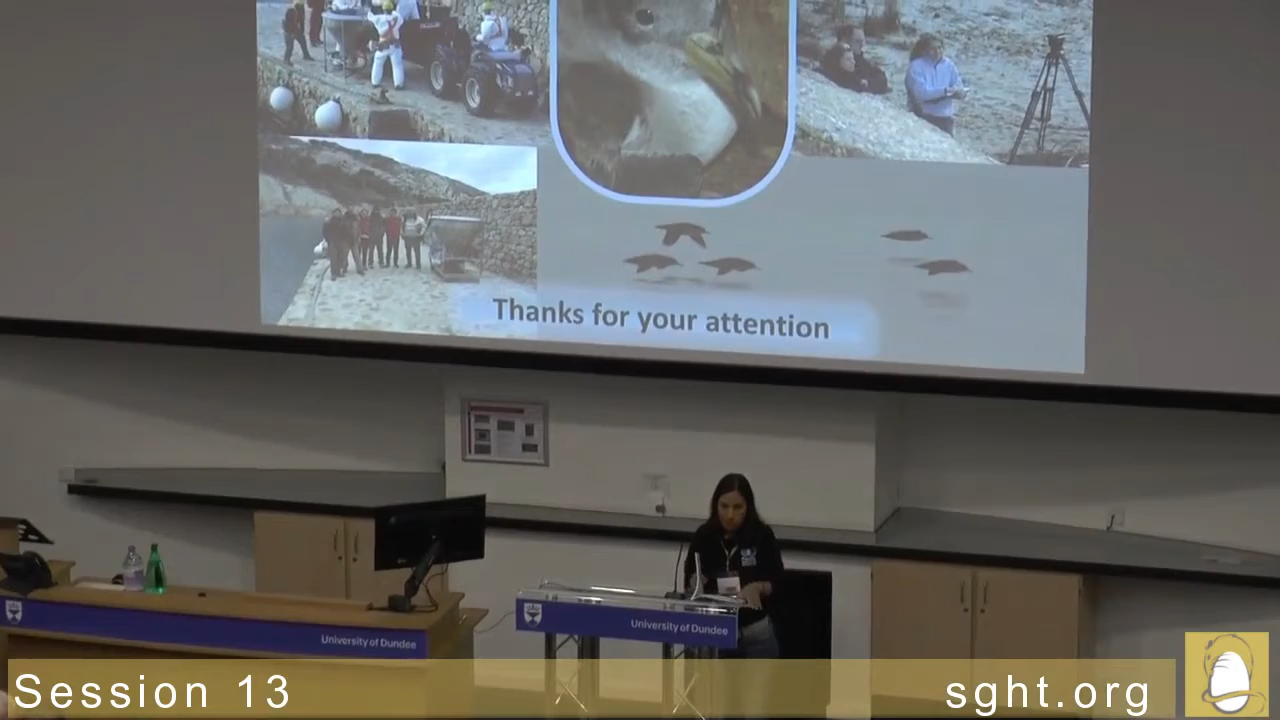 Thanks for your attention
University of Dundee
University of Dundee
Session 13
sght.org